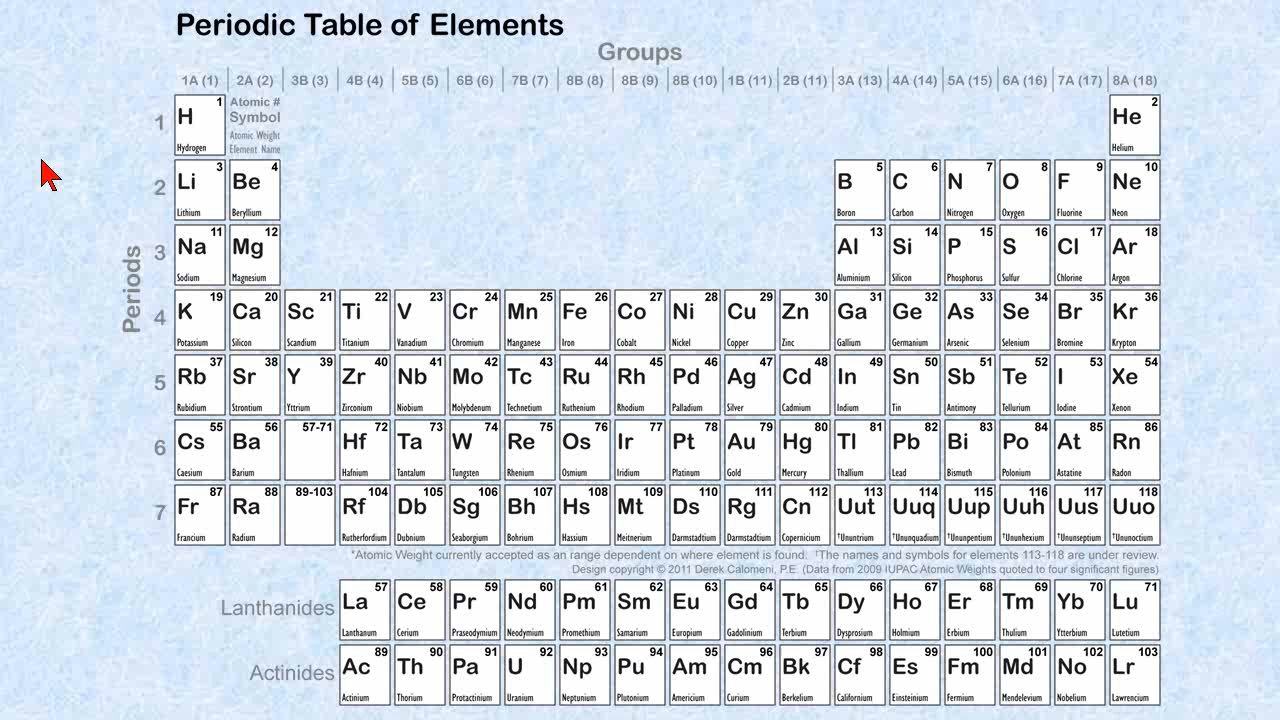 Periodic Table of Elements
Groups
1A (1) 2A (2) 3B (3) 4B (4) 5B (5) 6B (6) 7B (7) 8B (8) 8B (9) 8B (10) 1B (11) 2B (11) 3A (13) 4A (14) 5A (15) 6A (16) 7A (17) 8A (18)
Periods
1 2 3 4 5 6 7
1 Atomic # 2
H Symbol He
Atomic Weight
Hydrogen Element Name Helium
3 4 5 6 7 8 9 10
Li Be B C N O F Ne
Lithium Beryllium Boron Carbon Nitrogen Oxygen Fluorine Neon
11 12 13 14 15 16 17 18
Na Mg Al Si P S Cl Ar
Sodium Magnesium Aluminium Silicon Phosphorus Sulfur Chlorine Argon
19 20 21 22 23 24 25 26 27 28 29 30 31 32 33 34 35 36
K Ca Sc Ti V Cr Mn Fe Co Ni Cu Zn Ga Ge As Se Br Kr
Potassium Silicon Scandium Titanium Vanadium Chromium Manganese Iron Cobalt Nickel Copper Zinc Gallium Germanium Arsenic Selenium Bromine Krypton
37 38 39 40 41 42 43 44 45 46 47 48 49 50 51 52 53 54
Rb Sr Y Zr Nb Mo Tc Ru Rh Pd Ag Cd In Sn Sb Te I Xe
Rubidium Strontium Yttrium Zirconium Niobium Molybdenum Technetium Ruthenium Rhodium Palladium Silver Cadmium Indium Tin Antimony Tellurium Iodine Xenon
55 56 57-71 72 73 74 75 76 77 78 79 80 81 82 83 84 85 86
Cs Ba Hf Ta W Re Os Ir Pt Au Hg Tl Pb Bi Po At Rn
Caesium Barium Hafnium Tantalum Tungsten Rhenium Osmium Iridium Platinum Gold Mercury Thallium Lead Bismuth Polonium Astatine Radon
87 88 89-103 104 105 106 107 108 109 110 111 112 113 114 115 116 117 118
Fr Ra Rf Db Sg Bh Hs Mt Ds Rg Cn Uut Uuq Uup Uuh Uus Uuo
Francium Radium Rutherfordium Dubnium Seaborgium Bohrium Hassium Meitnerium Darmstadtium Darmstadtium Copernicium †Ununtrium †Ununquadium †Ununpentium †Ununhexium †Ununseptium †Ununoctium
*Atomic Weight currently accepted as an range dependent on where element is found. †The names and symbols for elements 113-118 are under review.
Design copyright © 2011 Derek Calomeni, P.E. (Data from 2009 IUPAC Atomic Weights quoted to four significant figures)
57 58 59 60 61 62 63 64 65 66 67 68 69 70 71
Lanthanides La Ce Pr Nd Pm Sm Eu Gd Tb Dy Ho Er Tm Yb Lu
Lanthanum Cerium Praseodymium Neodymium Promethium Samarium Europium Gadolinium Terbium Dysprosium Holmium Erbium Thulium Ytterbium Lutetium
89 90 91 92 93 94 95 96 97 98 99 100 101 102 103
Actinides Ac Th Pa U Np Pu Am Cm Bk Cf Es Fm Md No Lr
Actinium Thorium Protactinium Uranium Neptunium Plutonium Americium Curium Berkelium Californium Einsteinium Fermium Mendelevium Nobelium Lawrencium